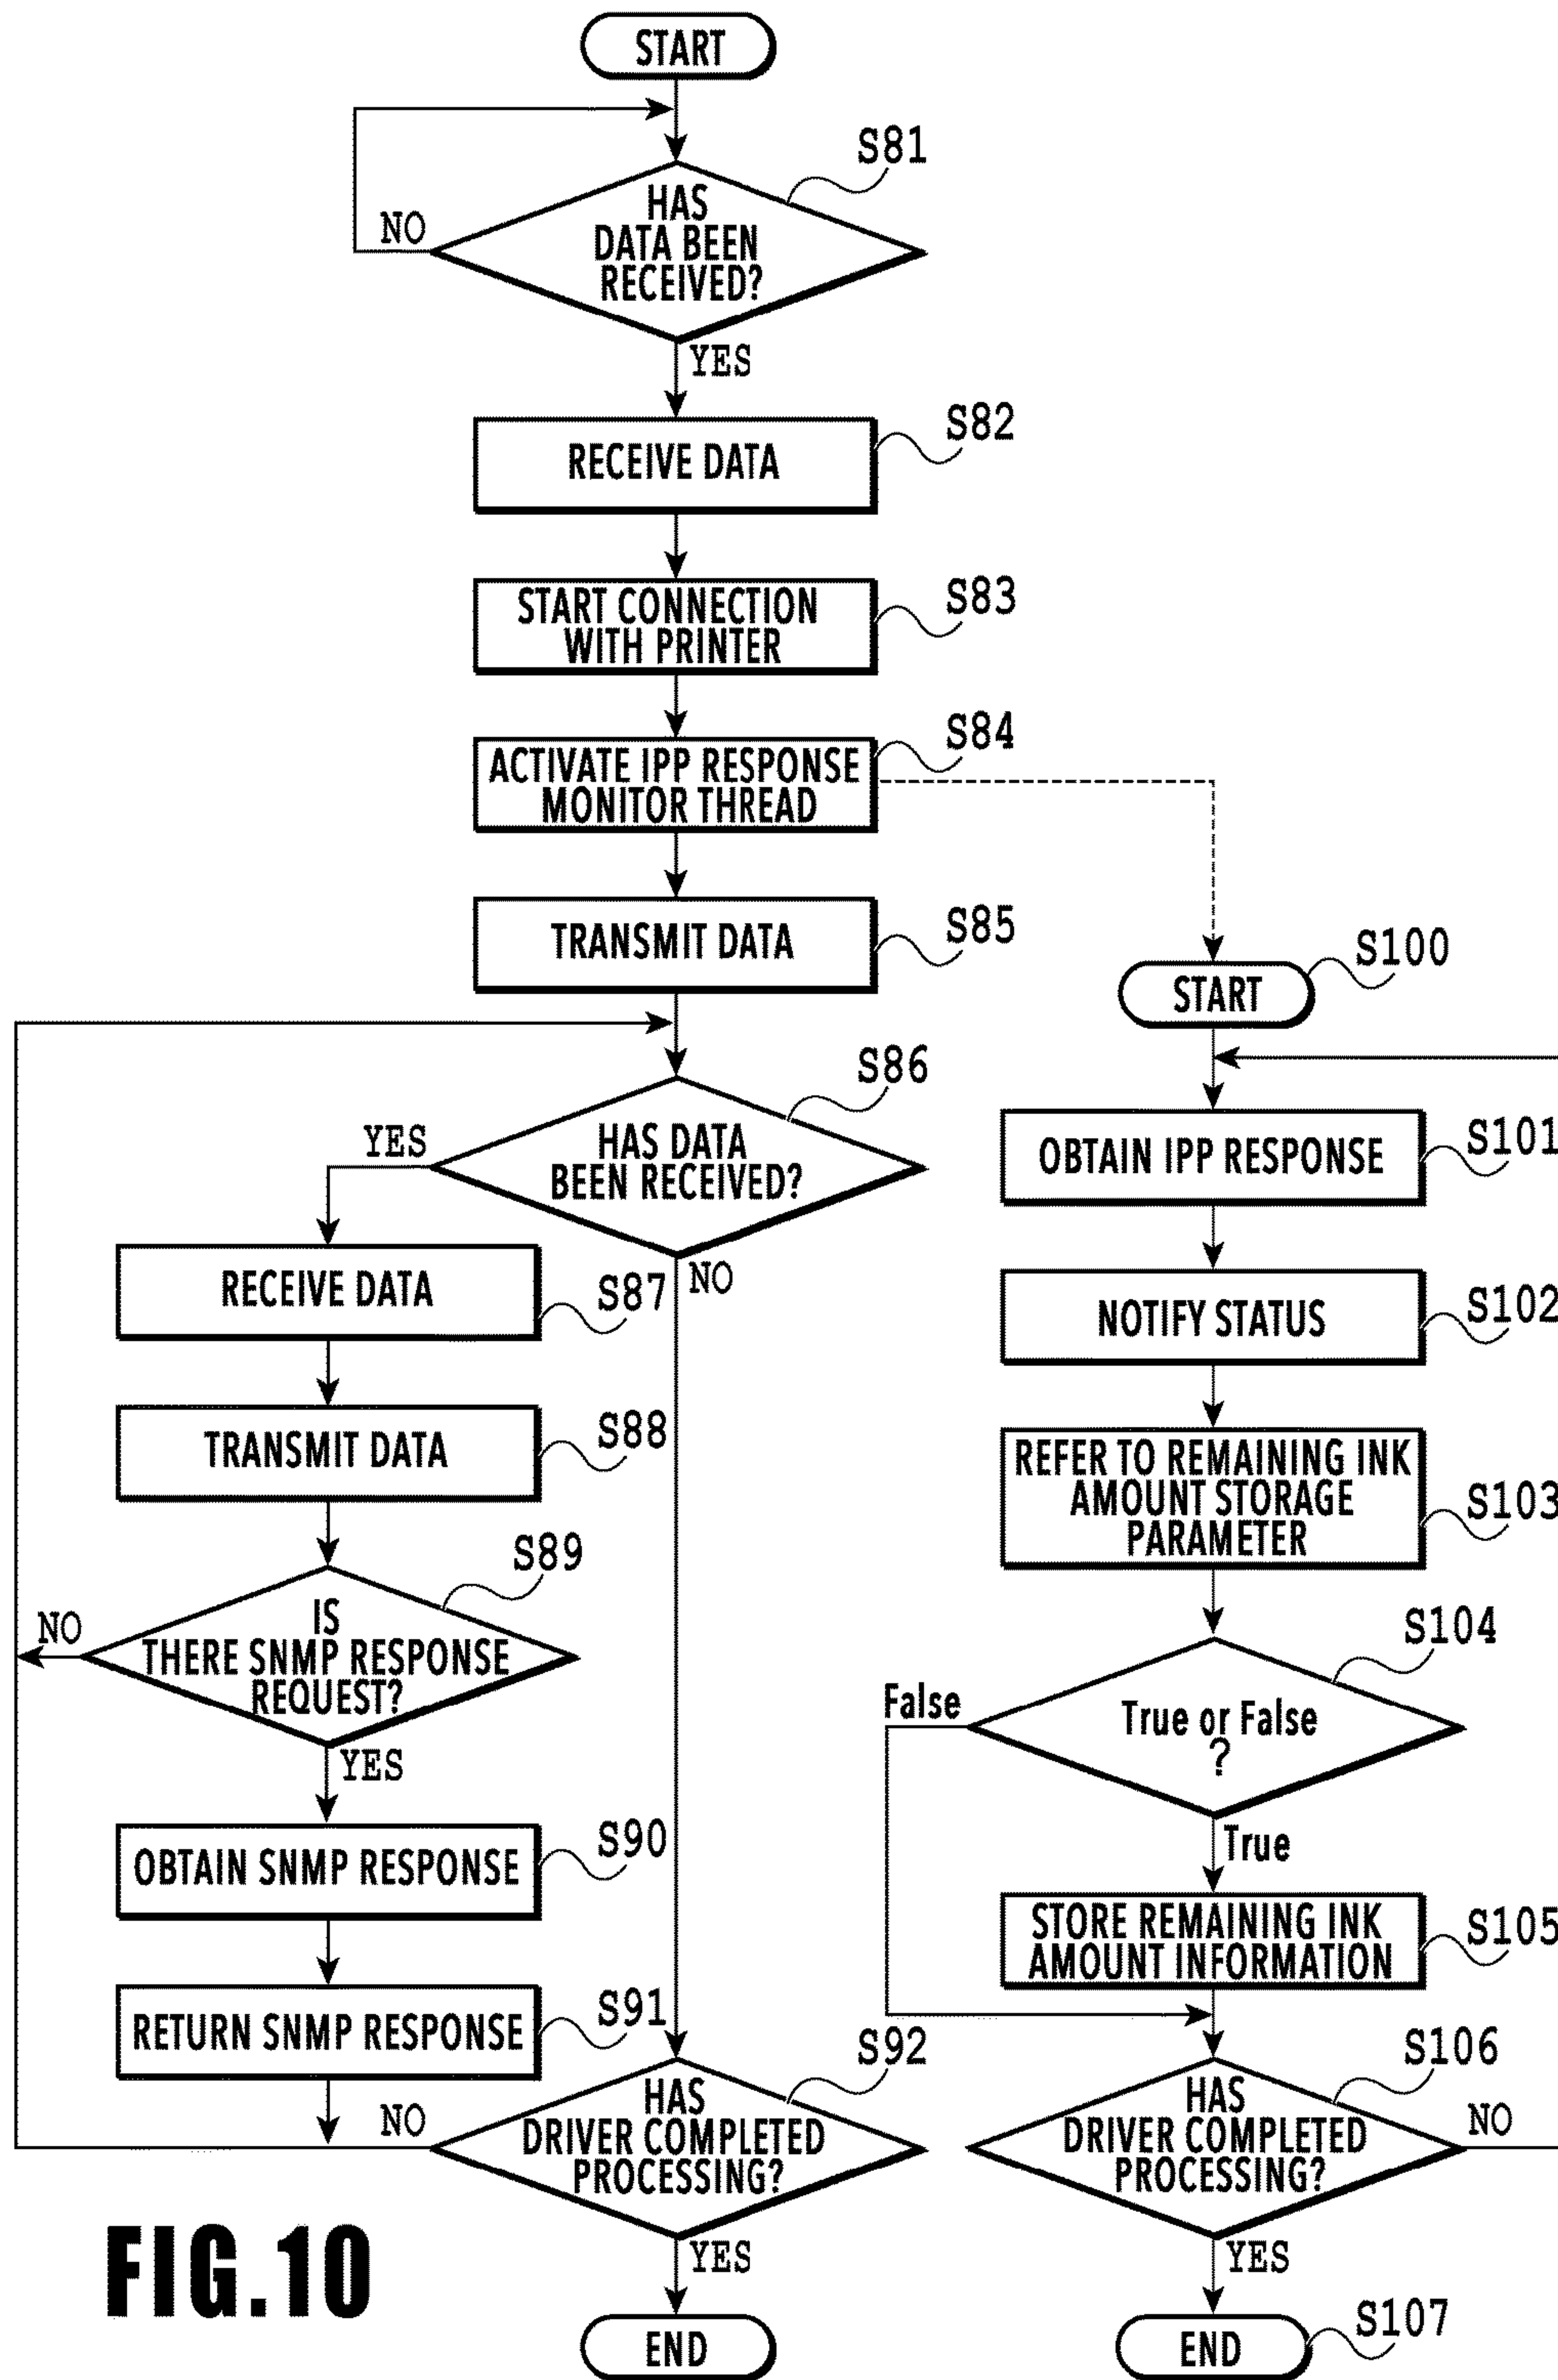 START
S81
HAS
DATA BEEN
RECEIVED?
NO
YES
S82
RECEIVE DATA
S83
START CONNECTION
WITH PRINTER
S84
ACTIVATE IPP RESPONSE
MONITOR THREAD
S85
TRANSMIT DATA
S86
HAS DATA
BEEN RECEIVED?
YES
NO
S87
RECEIVE DATA
S88
TRANSMIT DATA
S89
IS
THERE SNMP RESPONSE
REQUEST?
NO
YES
S90
OBTAIN SNMP RESPONSE
S91
RETURN SNMP RESPONSE
S92
HAS
DRIVER COMPLETED
PROCESSING?
NO
YES
END
S100
START
S101
OBTAIN IPP RESPONSE
S102
NOTIFY STATUS
S103
REFER TO REMAINING INK
AMOUNT STORAGE
PARAMETER
S104
True or False
?
False
True
S105
STORE REMAINING INK
AMOUNT INFORMATION
S106
HAS
DRIVER COMPLETED
PROCESSING?
NO
YES
S107
END
FIG.10